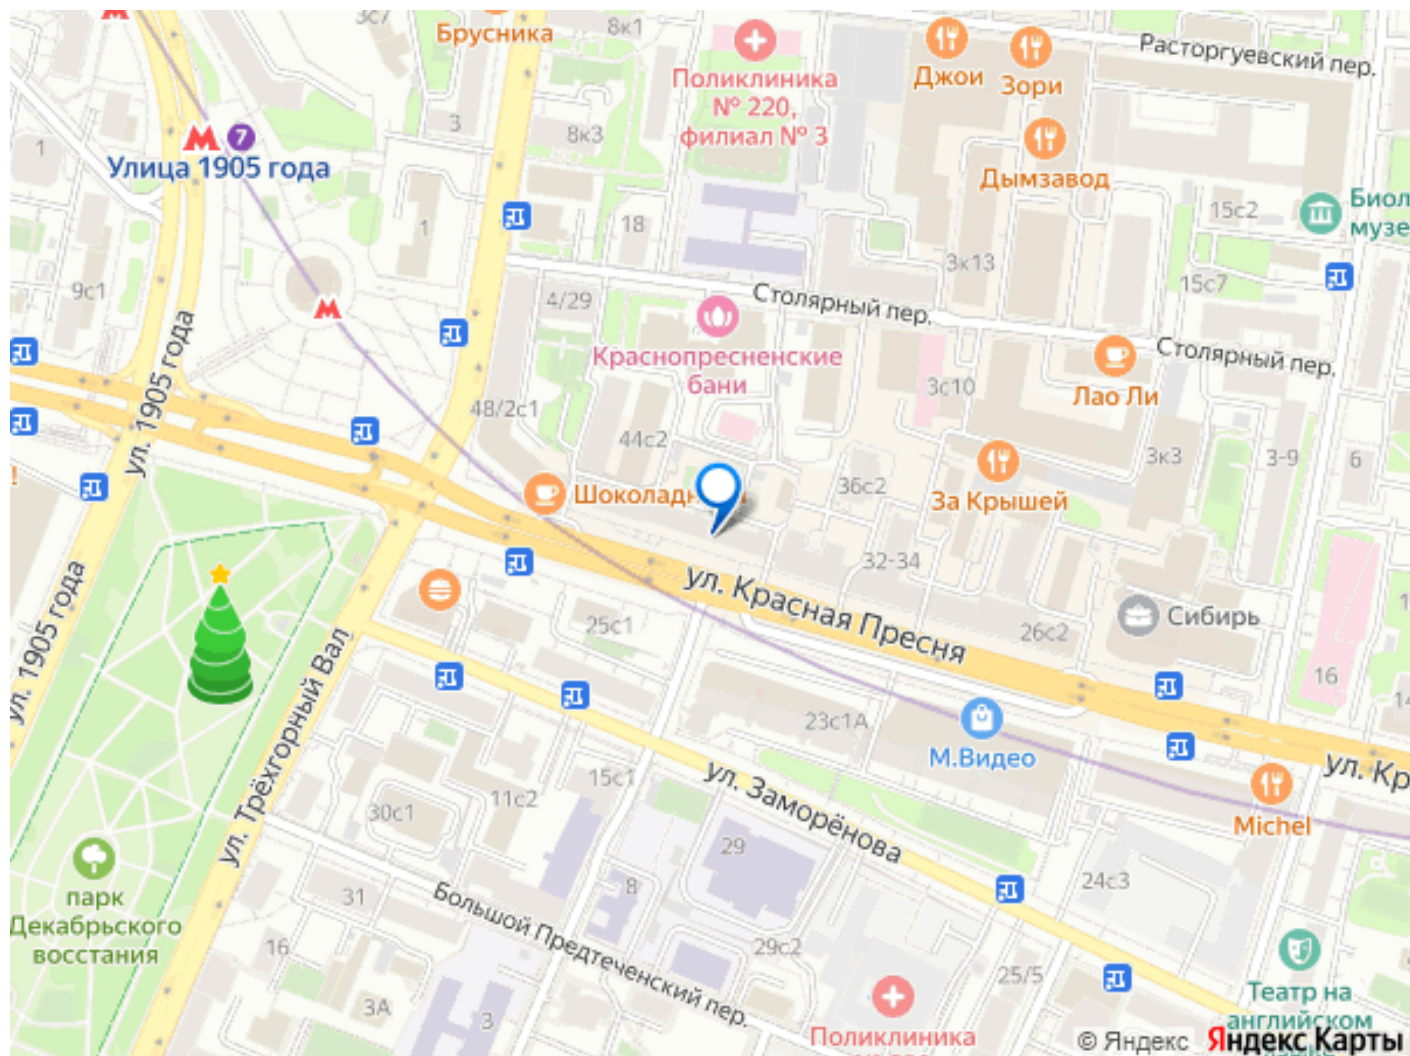 3с7
Брусника
8к1
Поликлиника
№ 220,
филиал № 3
Джои
Зори
Расторгуевский пер.
1
7
Улица 1905 года
3
8к3
Дымзавод
1
18
15с2
Биол
музе
9с1
4/29
Столярный пер.
3к13
15с7
Краснопресненские
бани
Столярный пер.
Лао Ли
3с10
ул. 1905 года
48/2с1
44с2
36с2
За Крышей
3к3
3-9
6
!
Шоколадн
32-34
ул. Красная Пресня
26с2
Сибирь
25с1
16
14
1
ул. 1905 года
ул. Трёхгорный Вал
23с1А
М.Видео
ул. Кр
15с1
11с2
30с1
ул. Заморёнова
Michel
29
8
24с3
31
парк
Декабрьского
восстания
Большой Предтеченский пер.
16
29с2
25/5
3А
3
Поликлиника
Театр на
английском
© Яндекс Яндекс Карты